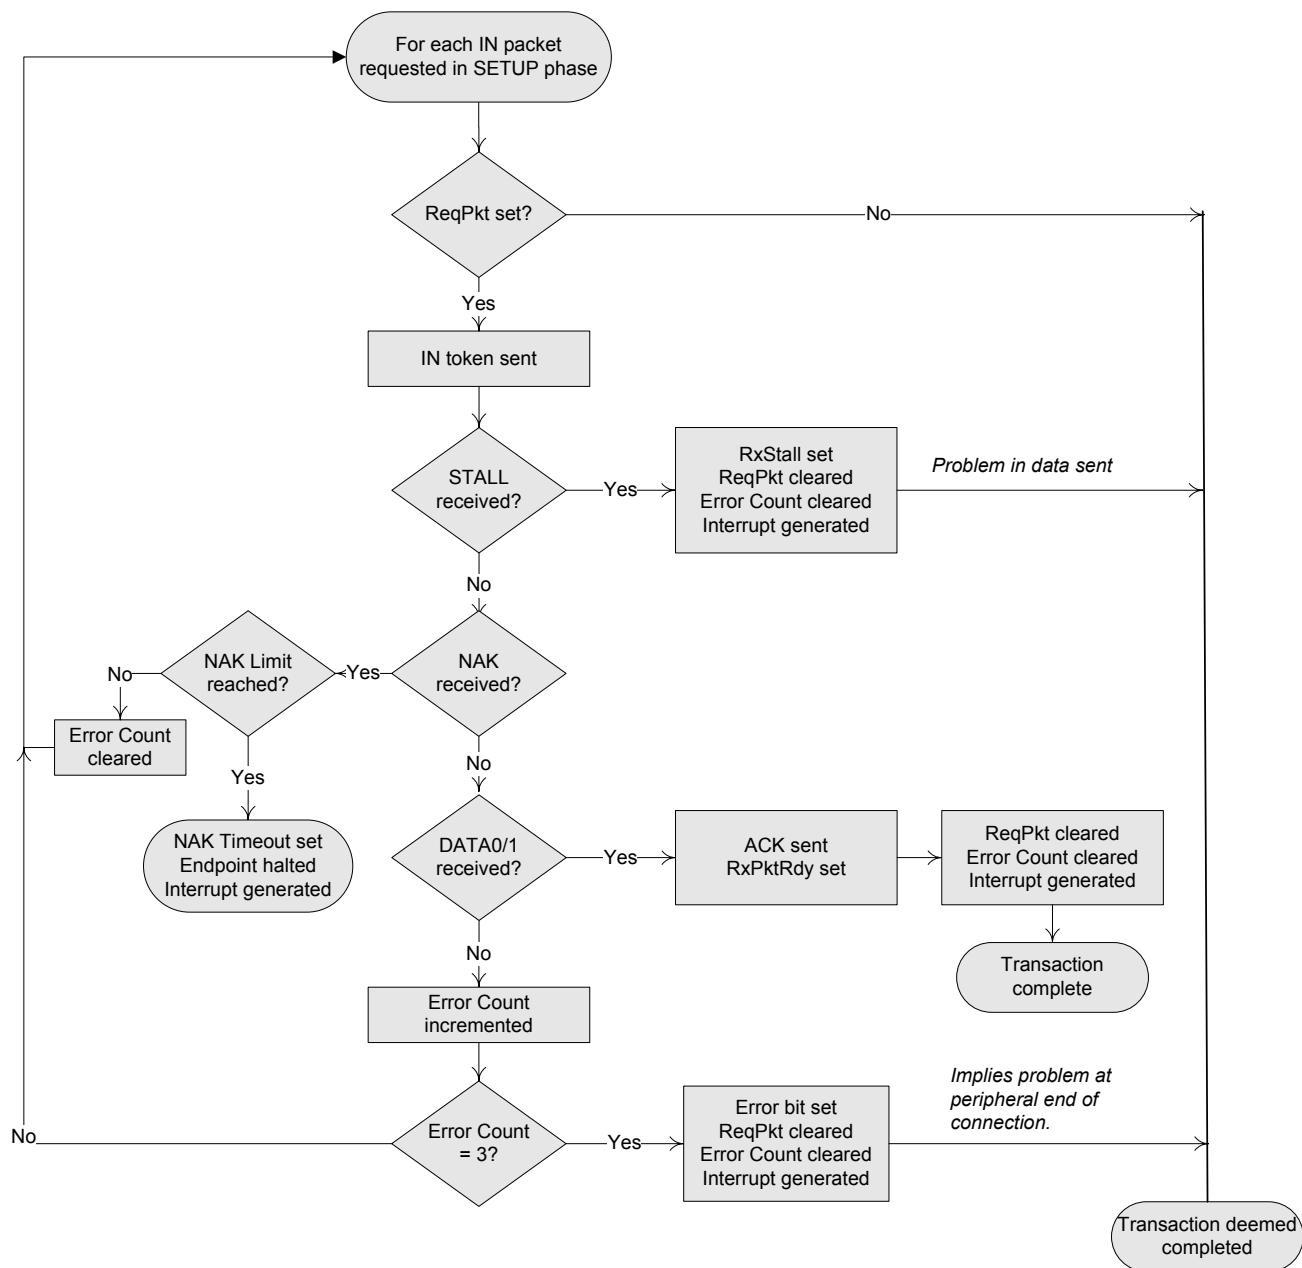 For each IN packet
requested in SETUP phase
ReqPkt set?
No
Yes
IN token sent
STALL
received?
Yes
RxStall set
ReqPkt cleared
Error Count cleared
Interrupt generated
Problem in data sent
No
NAK
received?
Yes
NAK Limit
reached?
No
Error Count
cleared
Yes
NAK Timeout set
Endpoint halted
Interrupt generated
No
DATA0/1
received?
Yes
ACK sent
RxPktRdy set
ReqPkt cleared
Error Count cleared
Interrupt generated
Transaction
complete
No
Error Count
incremented
Error Count
= 3?
No
Yes
Error bit set
ReqPkt cleared
Error Count cleared
Interrupt generated
Implies problem at
peripheral end of
connection.
Transaction deemed
completed